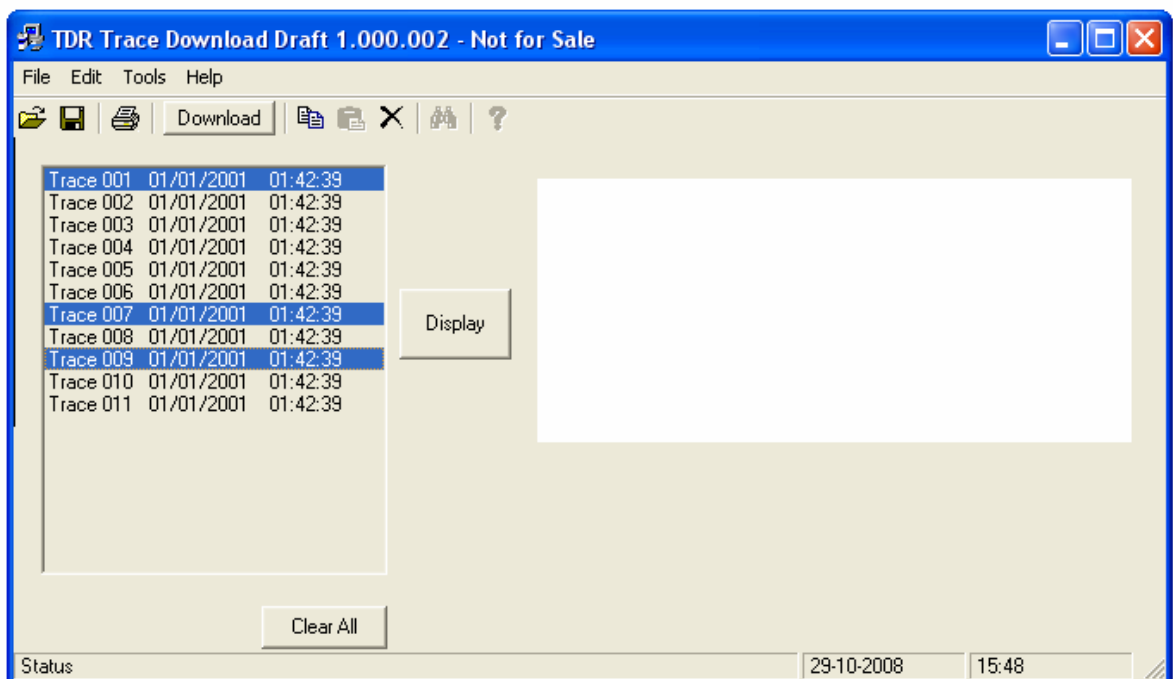 TDR Trace Download Draft 1.000.002 - Not for Sale
File Edit Tools Help
Download
Trace 001 01/01/2001 01:42:39
Trace 002 01/01/2001 01:42:39
Trace 003 01/01/2001 01:42:39
Trace 004 01/01/2001 01:42:39
Trace 005 01/01/2001 01:42:39
Trace 006 01/01/2001 01:42:39
Trace 007 01/01/2001 01:42:39
Trace 008 01/01/2001 01:42:39
Trace 009 01/01/2001 01:42:39
Trace 010 01/01/2001 01:42:39
Trace 011 01/01/2001 01:42:39
Display
Clear All
Status 29-10-2008 15:48